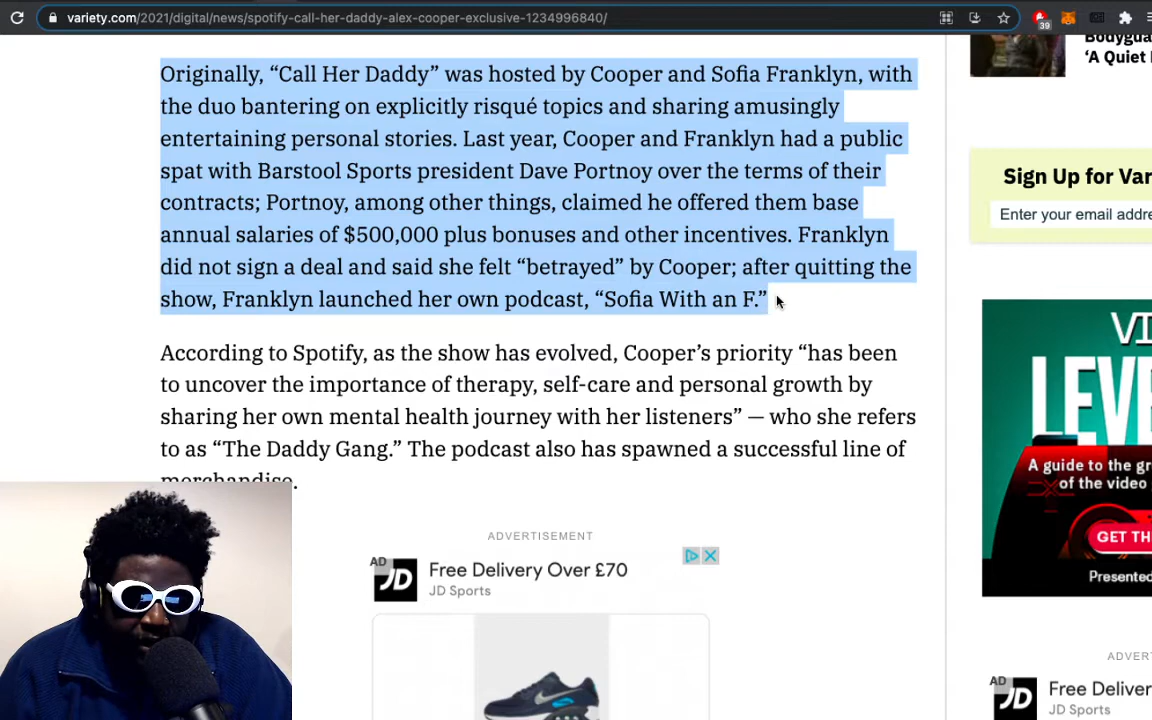 variety.com/2021/digital/news/spotify-call-her-daddy-alex-cooper-exclusive-1234996840/
39
Originally, “Call Her Daddy” was hosted by Cooper and Sofia Franklyn, with
the duo bantering on explicitly risqué topics and sharing amusingly
entertaining personal stories. Last year, Cooper and Franklyn had a public
spat with Barstool Sports president Dave Portnoy over the terms of their
contracts; Portnoy, among other things, claimed he offered them base
annual salaries of $500,000 plus bonuses and other incentives. Franklyn
did not sign a deal and said she felt “betrayed” by Cooper; after quitting the
show, Franklyn launched her own podcast, “Sofia With an F.”
According to Spotify, as the show has evolved, Cooper’s priority “has been
to uncover the importance of therapy, self-care and personal growth by
sharing her own mental health journey with her listeners” — who she refers
to as “The Daddy Gang.” The podcast also has spawned a successful line of
merchandise.
ADVERTISEMENT
AD
JD
Free Delivery Over £70
JD Sports
Bodygua
‘A Quiet
Sign Up for Var
Enter your email addre
VI
LEVE
A guide to the gr
of the video
GET TH
Presented
ADVERT
AD
JD
Free Deliver
JD Sports